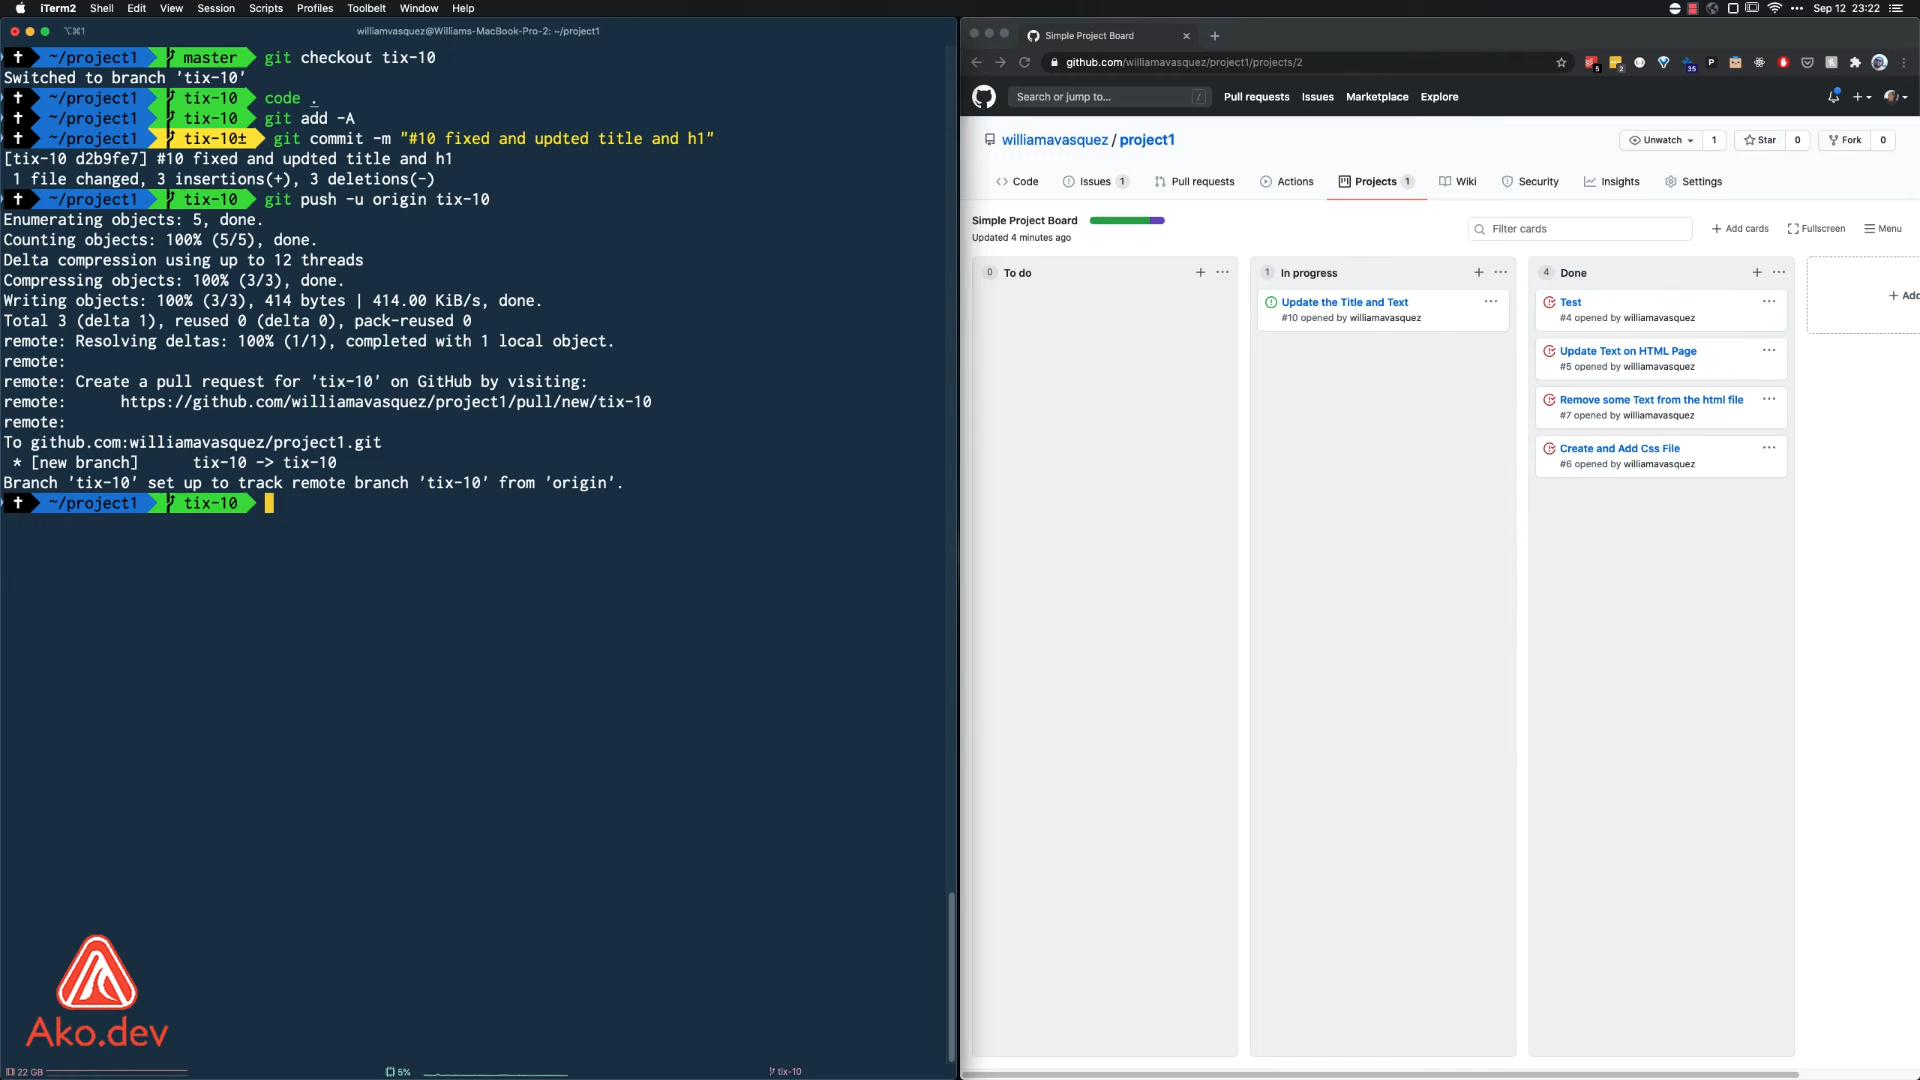 iTerm2 Shell Edit View Session Scripts Profiles Toolbelt Window Help
Sep 12 23:22
⌥⌘1 williamvasquez@Williams-MacBook-Pro-2: ~/project1
~/project1 master git checkout tix-10
Switched to branch 'tix-10'
~/project1 tix-10 code .
~/project1 tix-10 git add -A
~/project1 tix-10± git commit -m "#10 fixed and updted title and h1"
[tix-10 d2b9fe7] #10 fixed and updted title and h1
1 file changed, 3 insertions(+), 3 deletions(-)
~/project1 tix-10 git push -u origin tix-10
Enumerating objects: 5, done.
Counting objects: 100% (5/5), done.
Delta compression using up to 12 threads
Compressing objects: 100% (3/3), done.
Writing objects: 100% (3/3), 414 bytes | 414.00 KiB/s, done.
Total 3 (delta 1), reused 0 (delta 0), pack-reused 0
remote: Resolving deltas: 100% (1/1), completed with 1 local object.
remote:
remote: Create a pull request for 'tix-10' on GitHub by visiting:
remote:      https://github.com/williamavasquez/project1/pull/new/tix-10
remote:
To github.com:williamavasquez/project1.git
* [new branch]      tix-10 -> tix-10
Branch 'tix-10' set up to track remote branch 'tix-10' from 'origin'.
~/project1 tix-10
Ako.dev
22 GB 5% tix-10
Simple Project Board
github.com/williamavasquez/project1/projects/2
5 2 35 P
Search or jump to... / Pull requests Issues Marketplace Explore
williamavasquez / project1
Unwatch 1 Star 0 Fork 0
Code Issues 1 Pull requests Actions Projects 1 Wiki Security Insights Settings
Simple Project Board
Updated 4 minutes ago
Filter cards
+ Add cards Fullscreen Menu
0 To do + ...
1 In progress + ...
Update the Title and Text ...
#10 opened by williamavasquez
4 Done + ...
Test ...
#4 opened by williamavasquez
Update Text on HTML Page ...
#5 opened by williamavasquez
Remove some Text from the html file ...
#7 opened by williamavasquez
Create and Add Css File ...
#6 opened by williamavasquez
+ Add